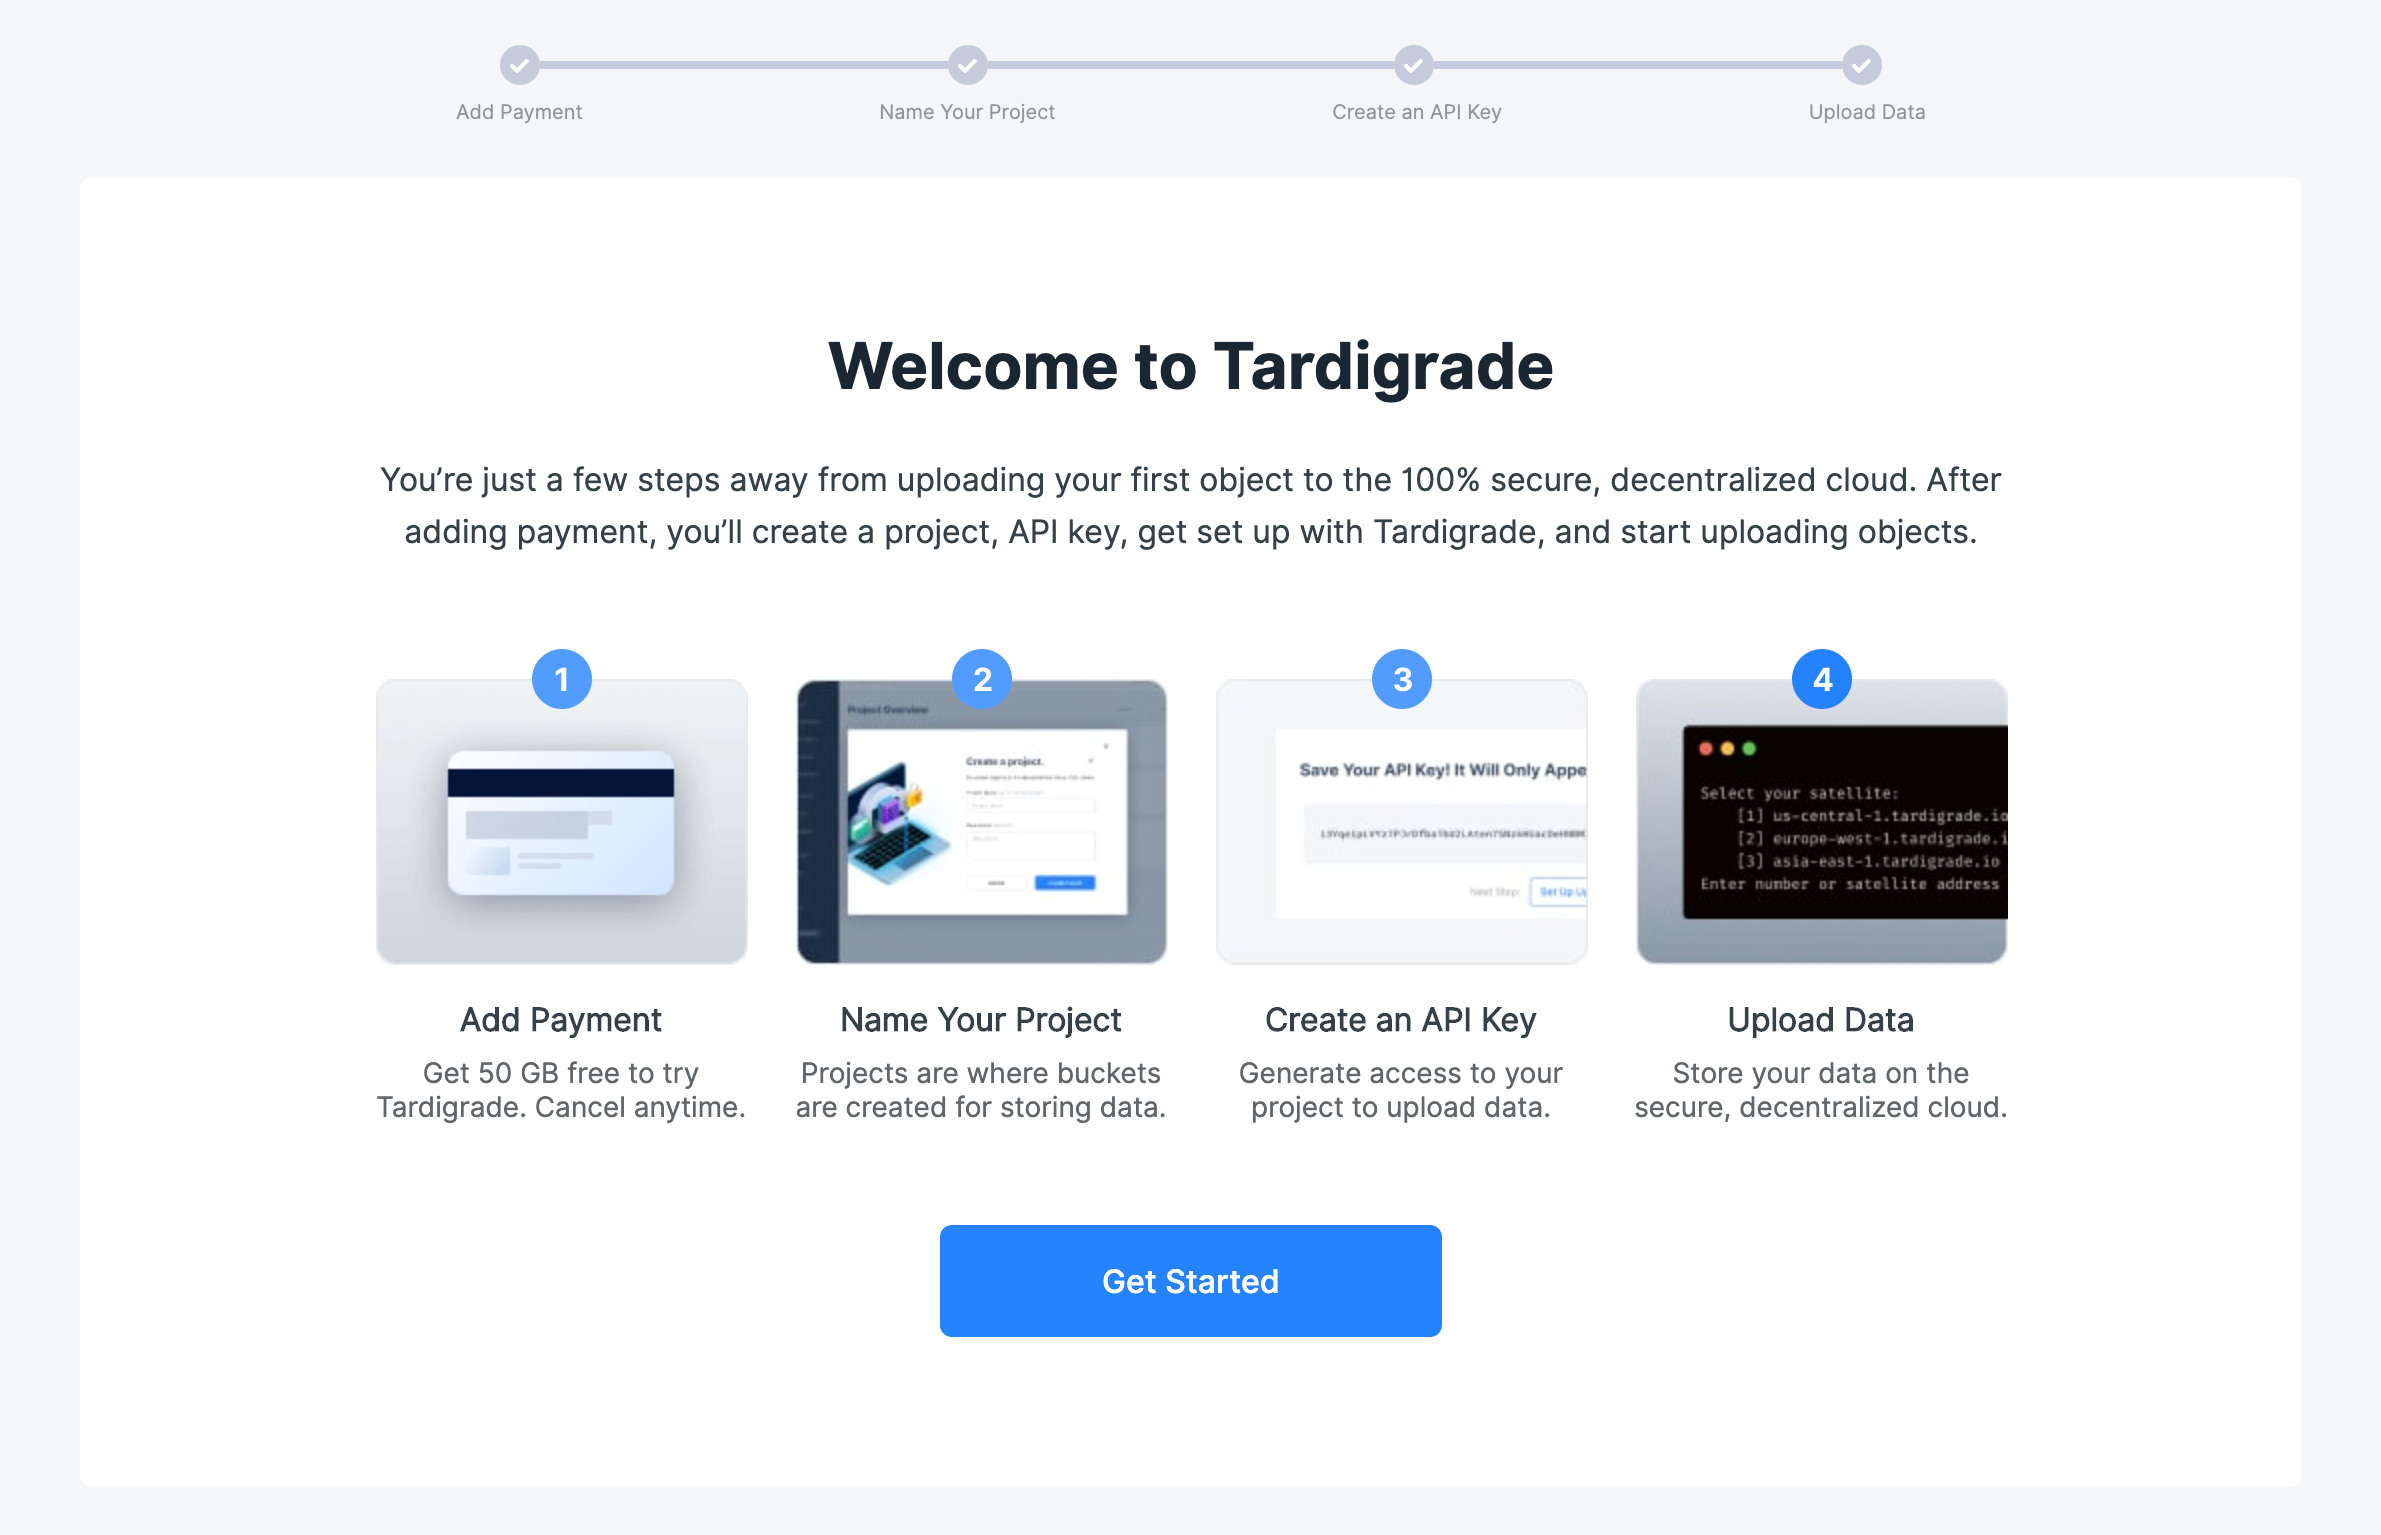 Add Payment
Name Your Project
Create an API Key
Upload Data
Welcome to Tardigrade
You’re just a few steps away from uploading your first object to the 100% secure, decentralized cloud. After
adding payment, you’ll create a project, API key, get set up with Tardigrade, and start uploading objects.
1
2
3
4
Project Overview
Create a project.
Save Your API Key! It Will Only Appe
Next Step:
Set Up Up
Select your satellite:
[1] us-central-1.tardigrade.io
[2] europe-west-1.tardigrade.i
[3] asia-east-1.tardigrade.io
Enter number or satellite address
Add Payment
Name Your Project
Create an API Key
Upload Data
Get 50 GB free to try
Tardigrade. Cancel anytime.
Projects are where buckets
are created for storing data.
Generate access to your
project to upload data.
Store your data on the
secure, decentralized cloud.
Get Started